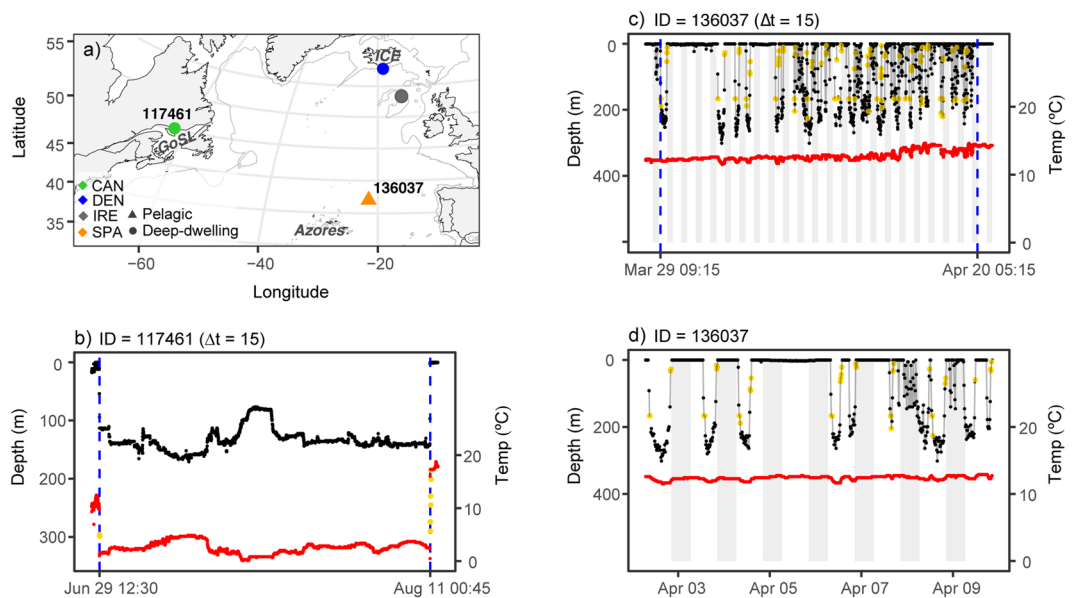 a)
55
50
45
40
35
Latitude
117461
GoSL
ICE
136037
Azores
CAN
DEN
IRE
SPA
Pelagic
Deep-dwelling
−60
−40
−20
Longitude
b) ID = 117461 (Δt = 15)
0
100
200
300
Depth (m)
20
10
0
Temp (ºC)
Jun 29 12:30
Aug 11 00:45
c) ID = 136037 (Δt = 15)
0
200
400
Depth (m)
20
10
0
Temp (ºC)
Mar 29 09:15
Apr 20 05:15
d) ID = 136037
0
200
400
Depth (m)
20
10
0
Temp (ºC)
Apr 03
Apr 05
Apr 07
Apr 09